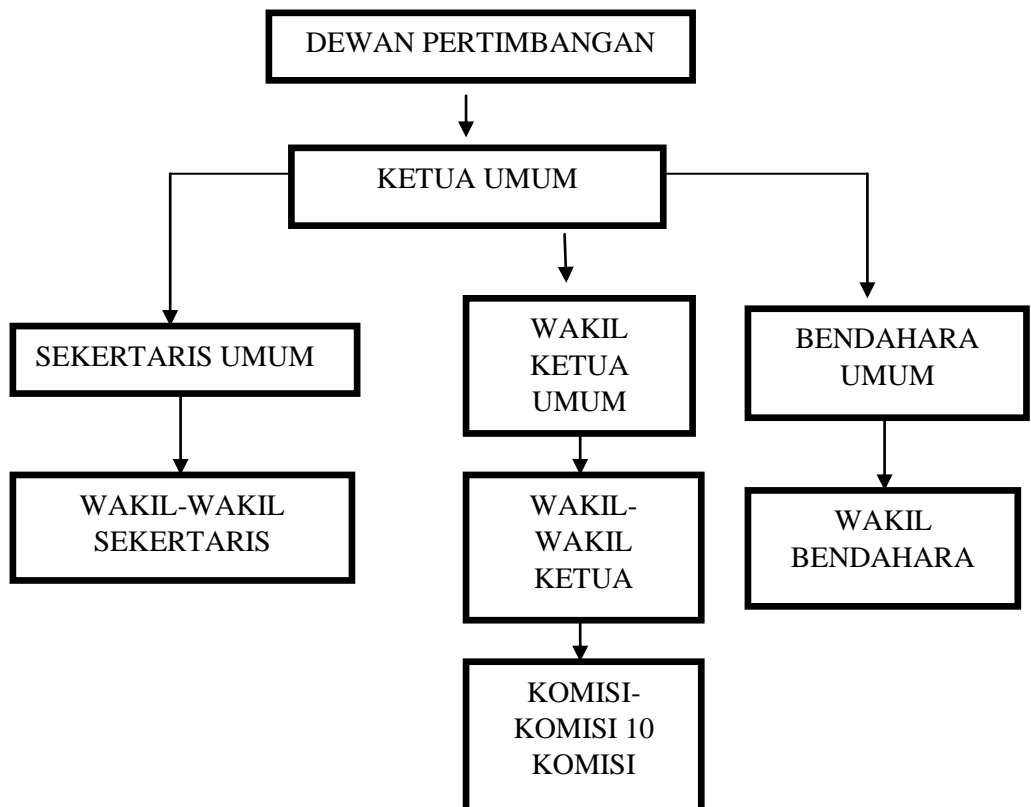 DEWAN PERTIMBANGAN
KETUA UMUM
SEKERTARIS UMUM
WAKIL
KETUA
UMUM
BENDAHARA
UMUM
WAKIL-WAKIL
SEKERTARIS
WAKIL-
WAKIL
KETUA
WAKIL
BENDAHARA
KOMISI-
KOMISI 10
KOMISI